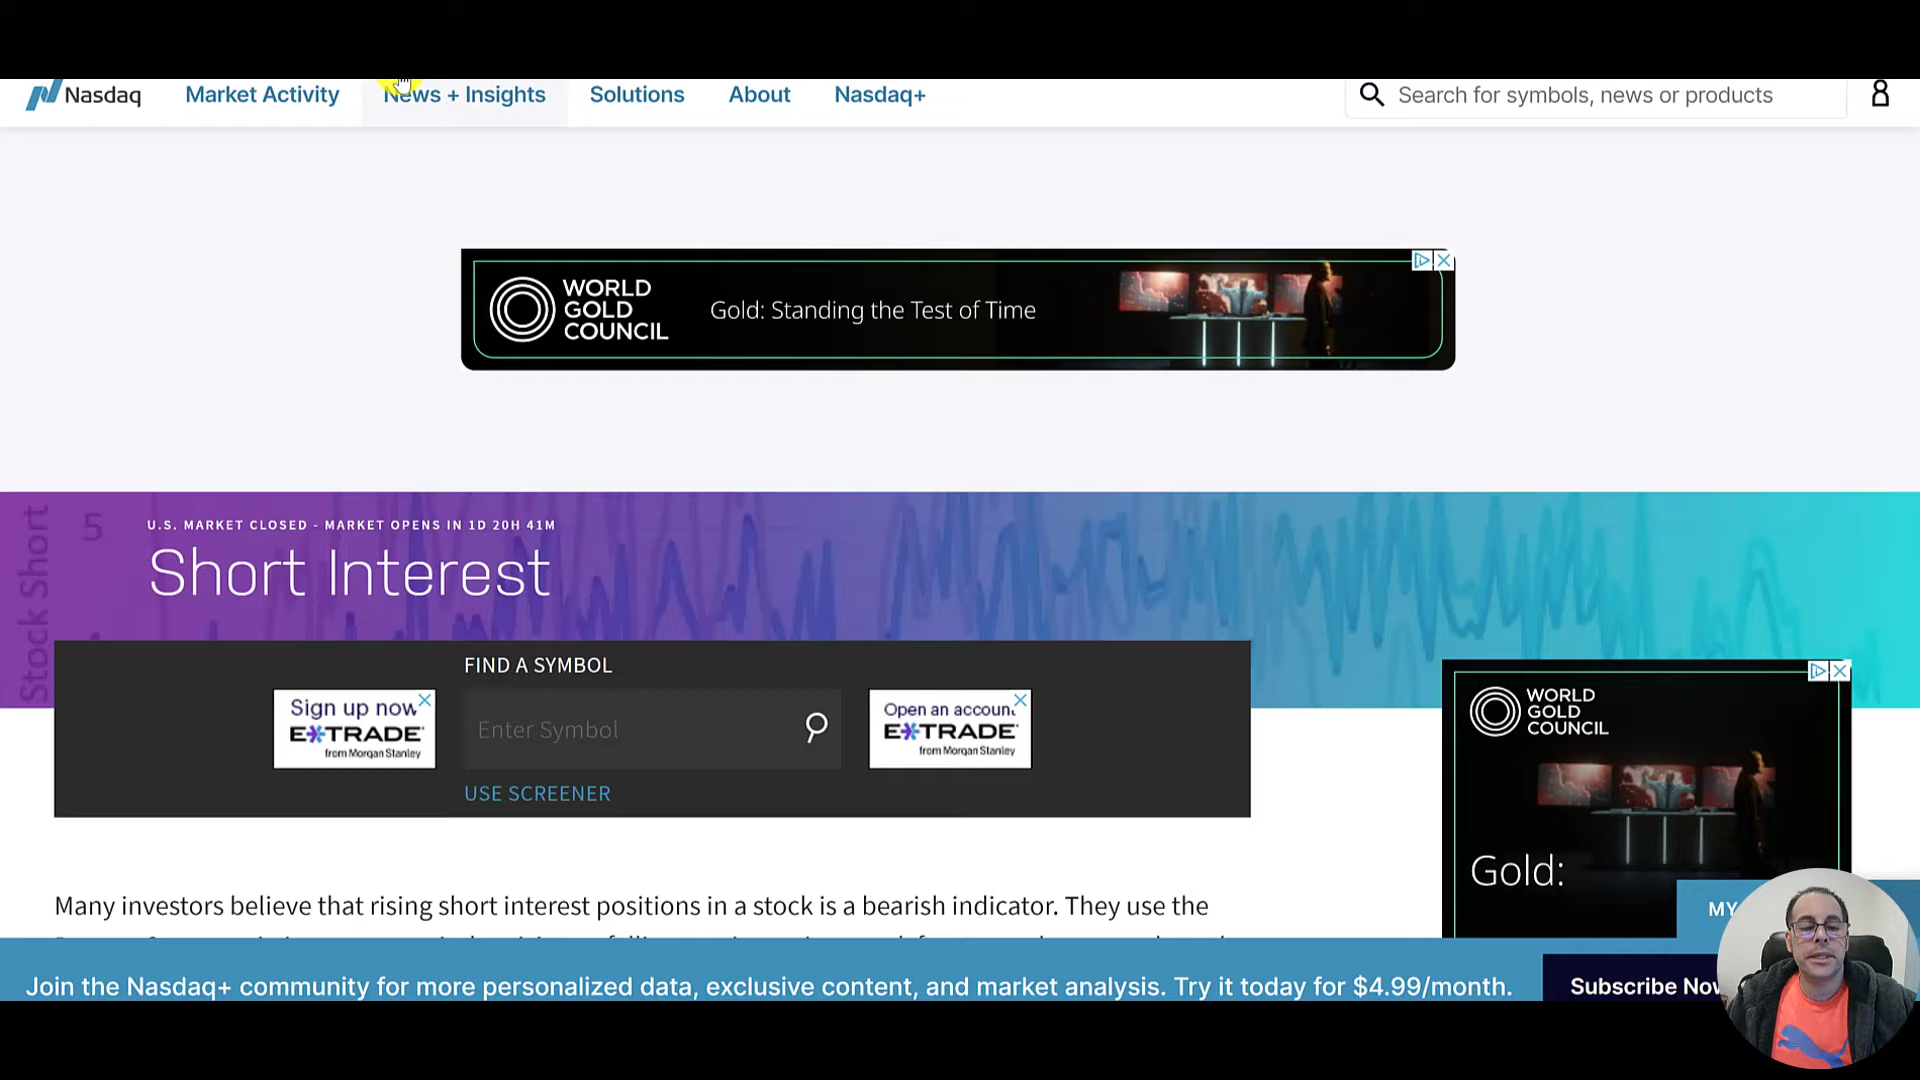 Nasdaq
Market Activity
News + Insights
Solutions
About
Nasdaq+
Search for symbols, news or products
WORLD
GOLD
COUNCIL
Gold: Standing the Test of Time
Stock Short
5
U.S. MARKET CLOSED - MARKET OPENS IN 1D 20H 41M
Short Interest
FIND A SYMBOL
Sign up now
E*TRADE
from Morgan Stanley
Enter Symbol
Open an account
E*TRADE
from Morgan Stanley
USE SCREENER
WORLD
GOLD
COUNCIL
Gold:
Many investors believe that rising short interest positions in a stock is a bearish indicator. They use the
MY
Join the Nasdaq+ community for more personalized data, exclusive content, and market analysis. Try it today for $4.99/month.
Subscribe Now